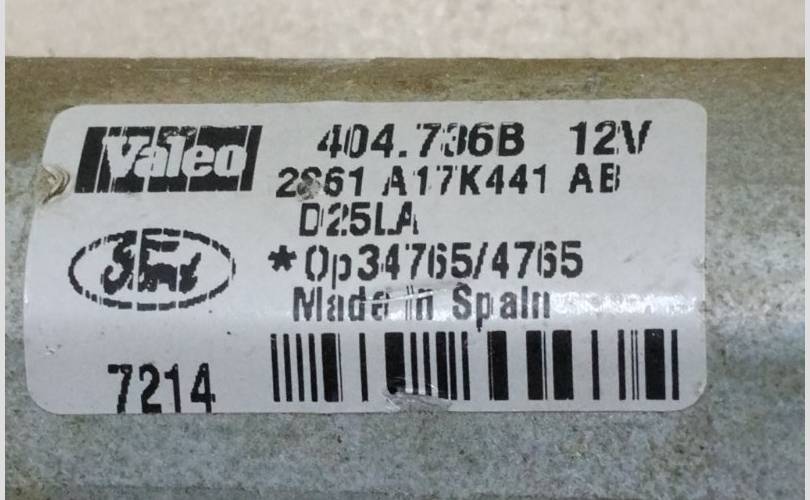 Valeo 404.736B 12V
2S61 A17K441 AB
D25LA
*Op34765/4765
Made in Spain
7214